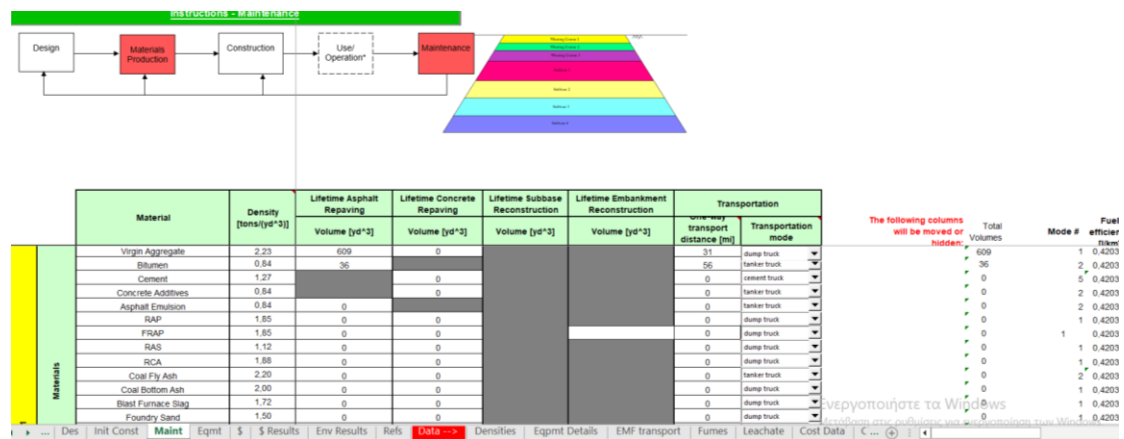 Instructions - Maintenance
Design
Materials
Production
Construction
Use/
Operation*
Maintenance
Material
Density
[tons/(yd^3)]
Lifetime Asphalt
Repaving
Lifetime Concrete
Repaving
Lifetime Subbase
Reconstruction
Lifetime Embankment
Reconstruction
Transportation
Volume [yd^3]
Volume [yd^3]
Volume [yd^3]
Volume [yd^3]
One-way
transport
distance [mi]
Transportation
mode
The following columns
will be moved or
hidden:
Total
Volumes
Mode #
Fuel
efficien
Materials
Virgin Aggregate 2,23 609 0 31 dump truck 609 1 0,4203
Bitumen 0,84 36 56 tanker truck 36 2 0,4203
Cement 1,27 0 0 cement truck 0 5 0,4203
Concrete Additives 0,84 0 0 tanker truck 0 2 0,4203
Asphalt Emulsion 0,84 0 0 tanker truck 0 2 0,4203
RAP 1,85 0 0 0 dump truck 0 1 0,4203
FRAP 1,85 0 0 0 dump truck 0 1 0,4203
RAS 1,12 0 0 0 dump truck 0 1 0,4203
RCA 1,88 0 0 0 dump truck 0 1 0,4203
Coal Fly Ash 2,20 0 0 0 tanker truck 0 2 0,4203
Coal Bottom Ash 2,00 0 0 0 dump truck 0 1 0,4203
Blast Furnace Slag 1,72 0 0 0 dump truck 0 1 0,4203
Foundry Sand 1,50 0 0 0 dump truck 0 1 0,4203
Ενεργοποιήστε τα Windows
Μετάβαση στις ρυθμίσεις για ενεργοποίηση των Windows
... Des Init Const Maint Eqmt $ $ Results Env Results Refs Data --> Densities Eqpmt Details EMF transport Fumes Leachate Cost Data C ...